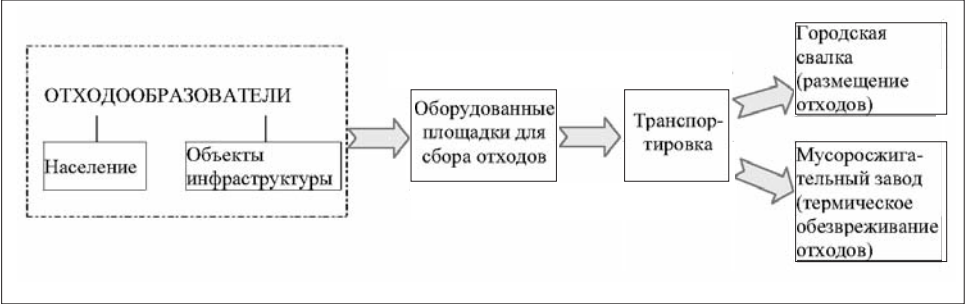 ОТХОДООБРАЗОВАТЕЛИ
Население
Объекты
инфраструктуры
Оборудованные
площадки для
сбора отходов
Транспор-
тировка
Городская
свалка
(размещение
отходов)
Мусоросжига-
тельный завод
(термическое
обезвреживание
отходов)